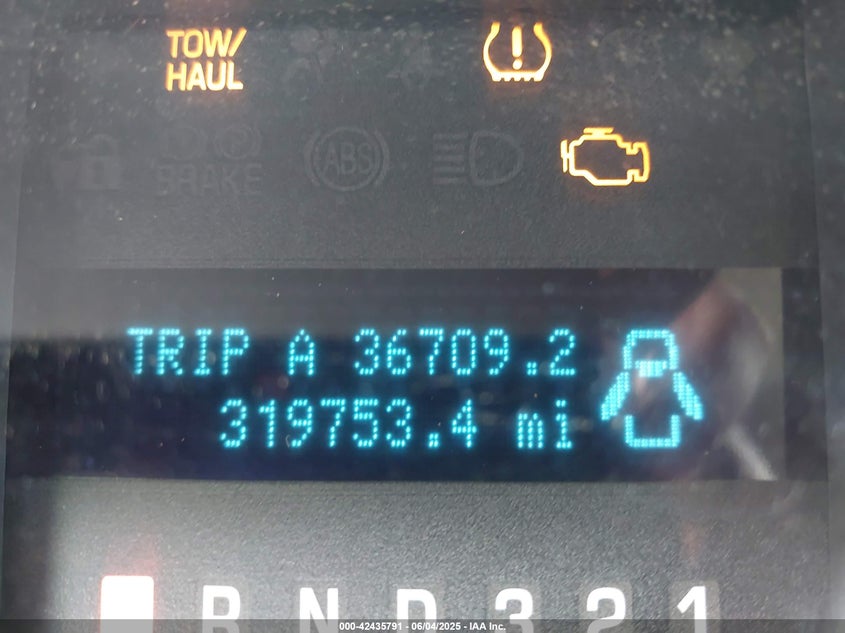 TOW/
HAUL
BRAKE
ABS
TRIP A 36709.2
319753.4 mi
R N D 3 2 1
000-42435791 - 06/04/2025 - IAA Inc.